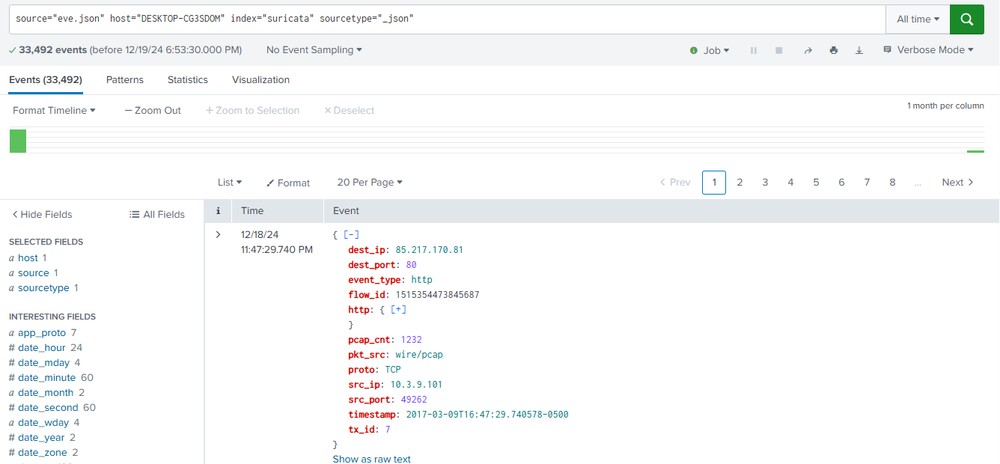 source="eve.json" host="DESKTOP-CG3SDOM" index="suricata" sourcetype="_json"
All time
33,492 events (before 12/19/24 6:53:30.000 PM)
No Event Sampling
Job
Verbose Mode
Events (33,492)
Patterns
Statistics
Visualization
Format Timeline
— Zoom Out
+ Zoom to Selection
× Deselect
1 month per column
List
Format
20 Per Page
< Prev
1
2
3
4
5
6
7
8
...
Next >
< Hide Fields
All Fields
i
Time
Event
SELECTED FIELDS
a host 1
a source 1
a sourcetype 1
INTERESTING FIELDS
a app_proto 7
# date_hour 24
# date_mday 4
# date_minute 60
a date_month 2
# date_second 60
a date_wday 4
# date_year 2
# date_zone 2
>
12/18/24
11:47:29.740 PM
{ [-]
dest_ip: 85.217.170.81
dest_port: 80
event_type: http
flow_id: 1515354473845687
http: { [+]
}
pcap_cnt: 1232
pkt_src: wire/pcap
proto: TCP
src_ip: 10.3.9.101
src_port: 49262
timestamp: 2017-03-09T16:47:29.740578-0500
tx_id: 7
}
Show as raw text